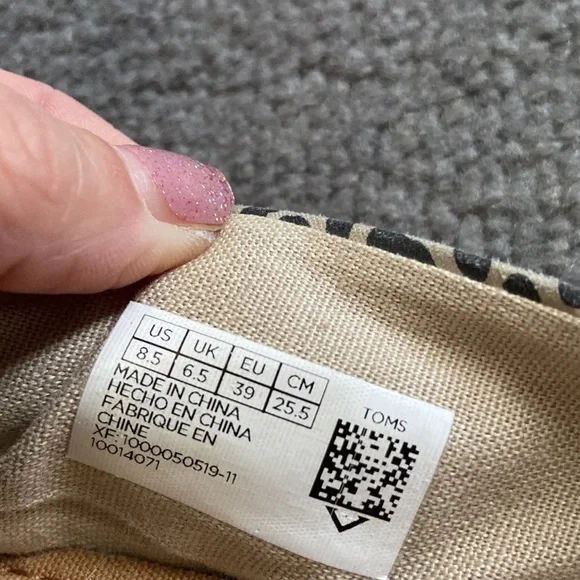 US UK EU CM
8.5 6.5 39 25.5
MADE IN CHINA
HECHO EN CHINA
FABRIQUE EN
CHINE
XF: 1000050519-11
10014071
TOMS